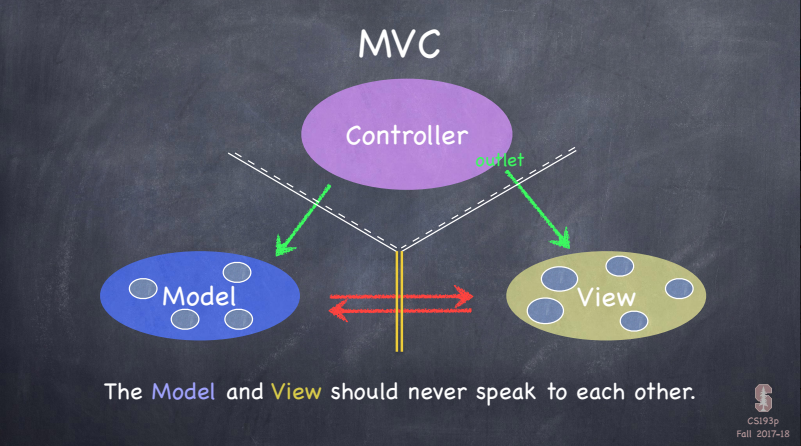 MVC
Controller
outlet
Model
View
The Model and View should never speak to each other.
CS193p
Fall 2017-18